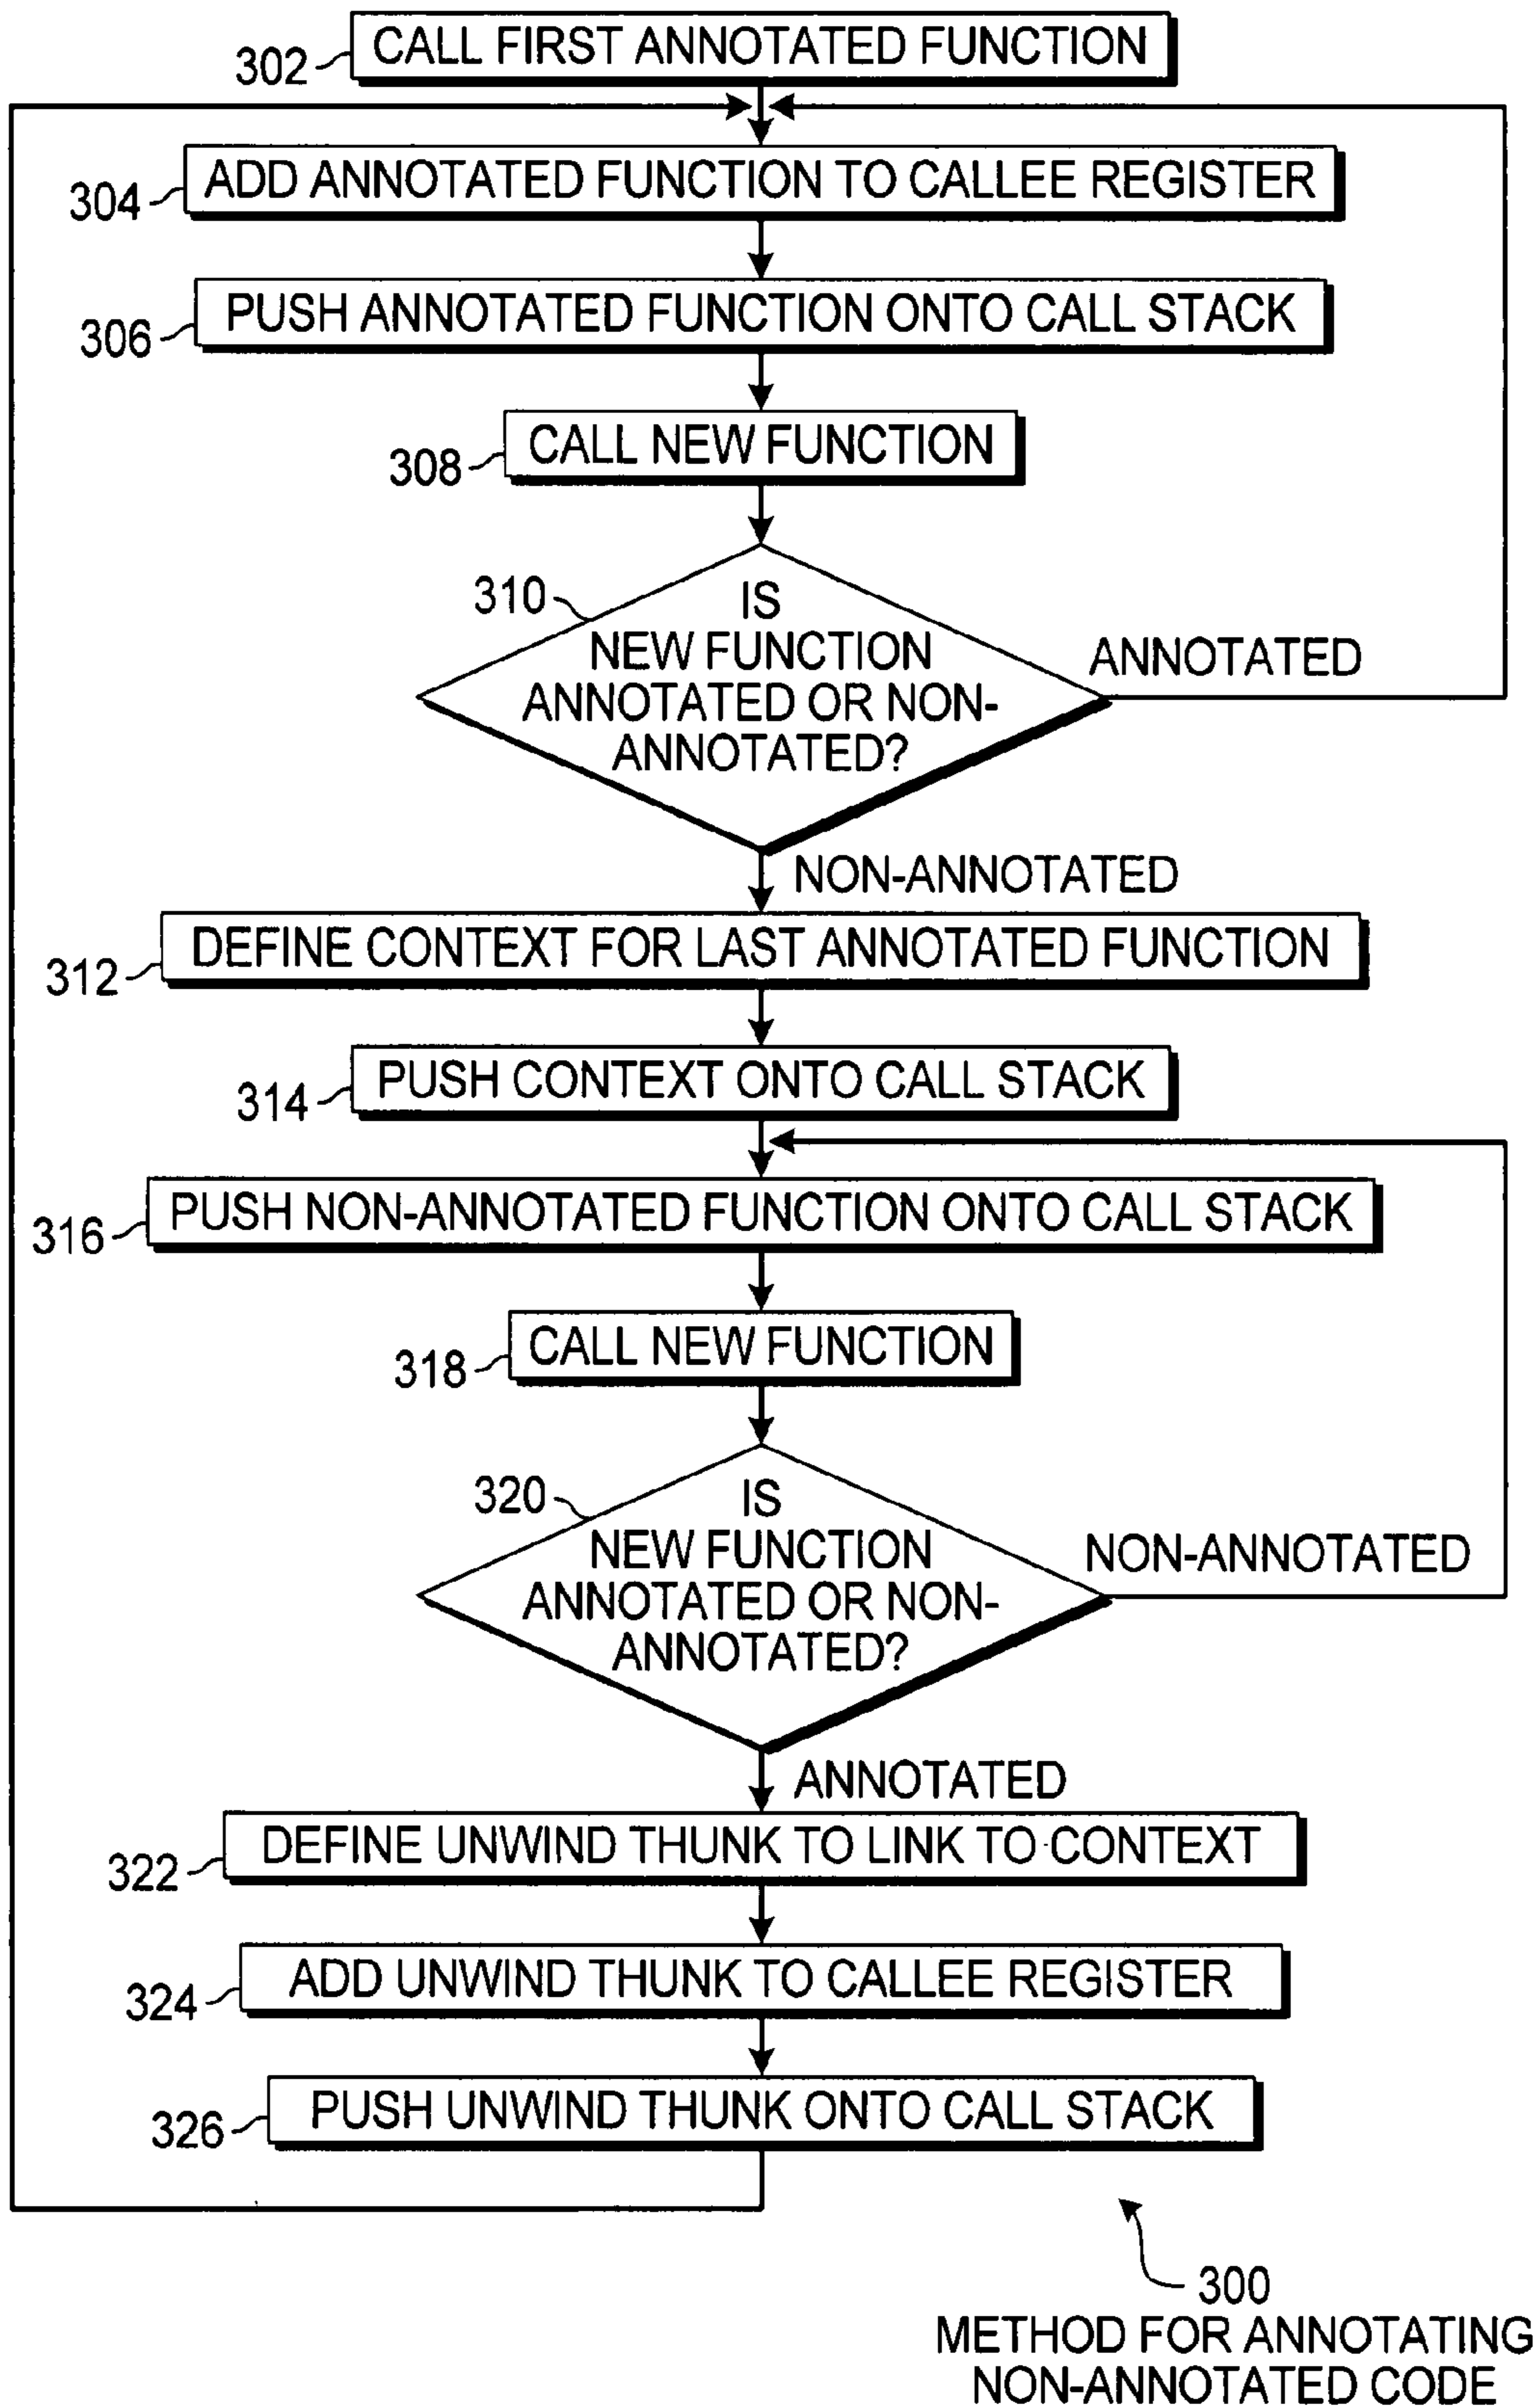 302
CALL FIRST ANNOTATED FUNCTION
304
ADD ANNOTATED FUNCTION TO CALLEE REGISTER
306
PUSH ANNOTATED FUNCTION ONTO CALL STACK
308
CALL NEW FUNCTION
310
IS
NEW FUNCTION
ANNOTATED OR NON-
ANNOTATED?
ANNOTATED
NON-ANNOTATED
312
DEFINE CONTEXT FOR LAST ANNOTATED FUNCTION
314
PUSH CONTEXT ONTO CALL STACK
316
PUSH NON-ANNOTATED FUNCTION ONTO CALL STACK
318
CALL NEW FUNCTION
320
IS
NEW FUNCTION
ANNOTATED OR NON-
ANNOTATED?
NON-ANNOTATED
ANNOTATED
322
DEFINE UNWIND THUNK TO LINK TO CONTEXT
324
ADD UNWIND THUNK TO CALLEE REGISTER
326
PUSH UNWIND THUNK ONTO CALL STACK
300
METHOD FOR ANNOTATING
NON-ANNOTATED CODE